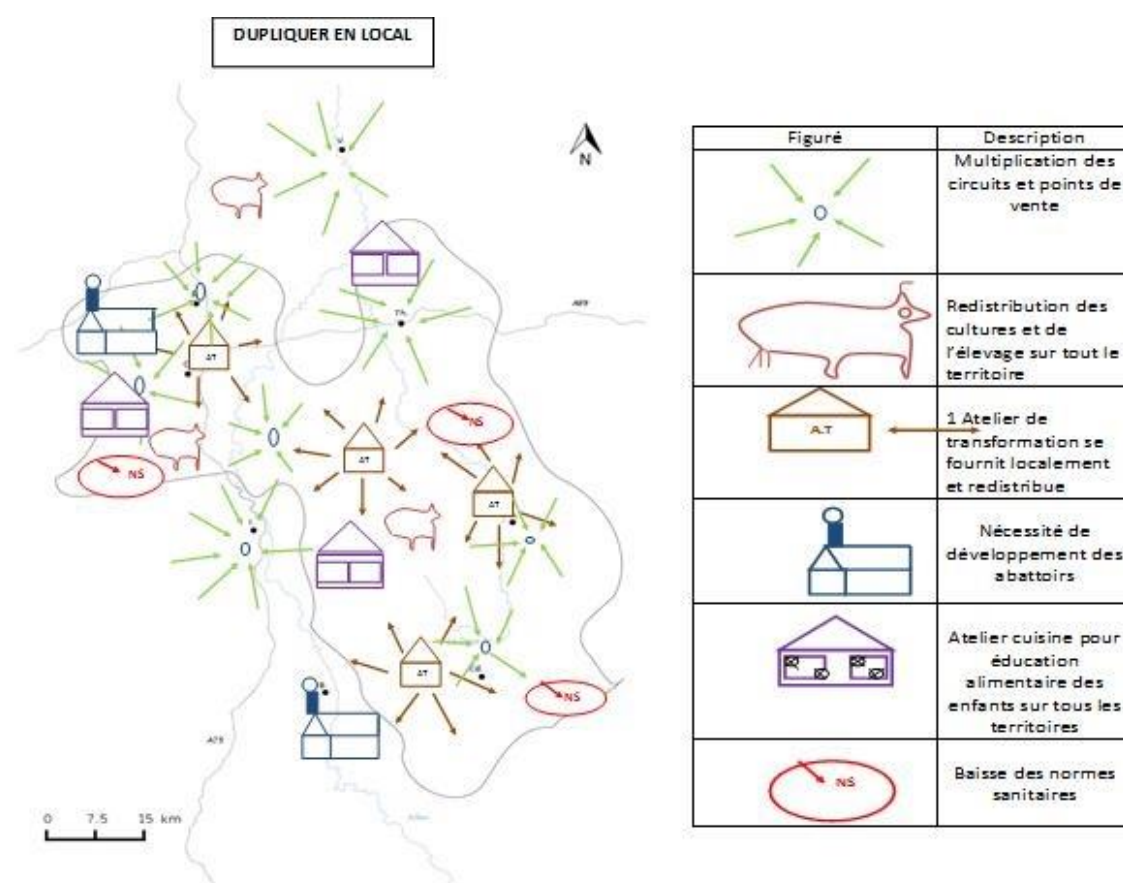 DUPLIQUER EN LOCAL
V.
N
Th.
A89
AT
NS
AT
NS
AT
AT
NS
A75
0 7.5 15 km
Figuré Description
Multiplication des
circuits et points de
vente
Redistribution des
cultures et de
l'élevage sur tout le
territoire
A.T
1 Atelier de
transformation se
fournit localement
et redistribue
Nécessité de
développement des
abattoirs
Atelier cuisine pour
éducation
alimentaire des
enfants sur tous les
territoires
NS
Baisse des normes
sanitaires